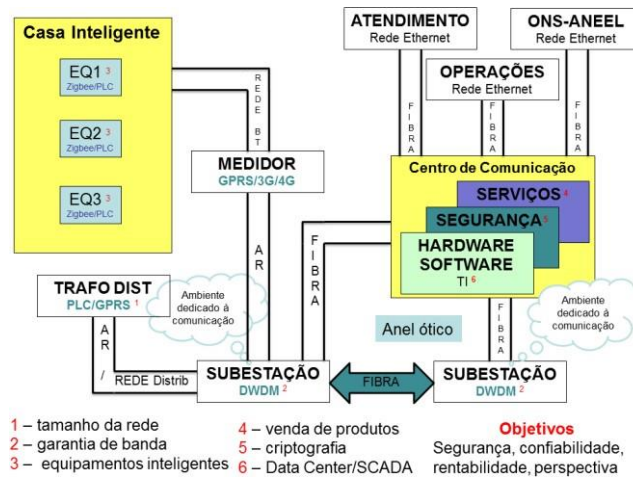 Casa Inteligente
EQ1 3
Zigbee/PLC
EQ2 3
Zigbee/PLC
EQ3 3
Zigbee/PLC
REDE BT
MEDIDOR
GPRS/3G/4G
AR
FIBRA
ATENDIMENTO
Rede Ethernet
ONS-ANEEL
Rede Ethernet
OPERAÇÕES
Rede Ethernet
FIBRA
FIBRA
FIBRA
Centro de Comunicação
SERVIÇOS 4
SEGURANÇA 5
HARDWARE
SOFTWARE
TI 6
TRAFO DIST
PLC/GPRS 1
Ambiente
dedicado à
comunicação
AR/
REDE Distrib
SUBESTAÇÃO
DWDM 2
Anel ótico
FIBRA
FIBRA
Ambiente
dedicado à
comunicação
SUBESTAÇÃO
DWDM 2
1 – tamanho da rede
2 – garantia de banda
3 – equipamentos inteligentes
4 – venda de produtos
5 – criptografia
6 – Data Center/SCADA
Objetivos
Segurança, confiabilidade,
rentabilidade, perspectiva